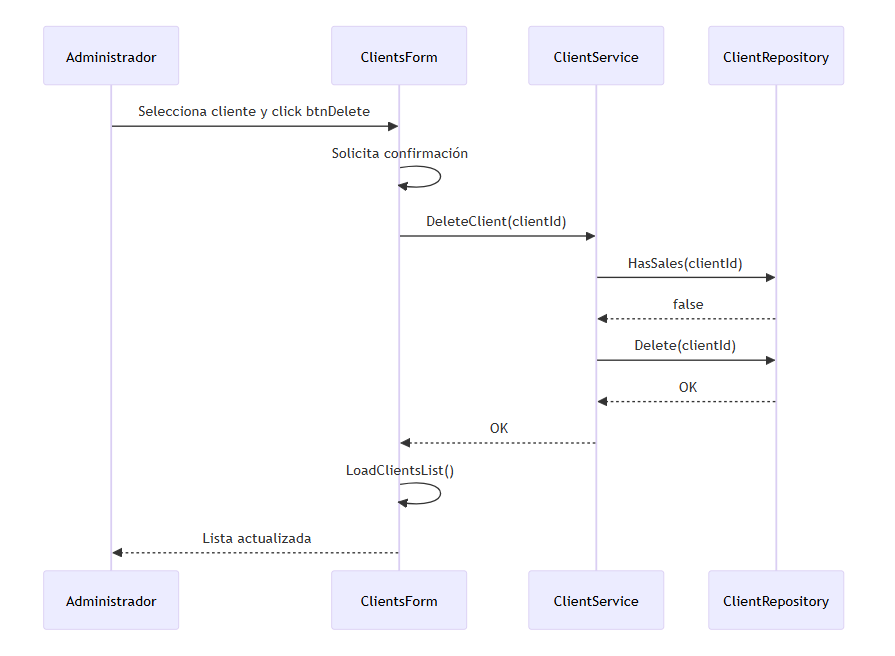 Administrador
ClientsForm
ClientService
ClientRepository
Selecciona cliente y click btnDelete
Solicita confirmación
DeleteClient(clientId)
HasSales(clientId)
false
Delete(clientId)
OK
OK
LoadClientsList()
Lista actualizada
Administrador
ClientsForm
ClientService
ClientRepository